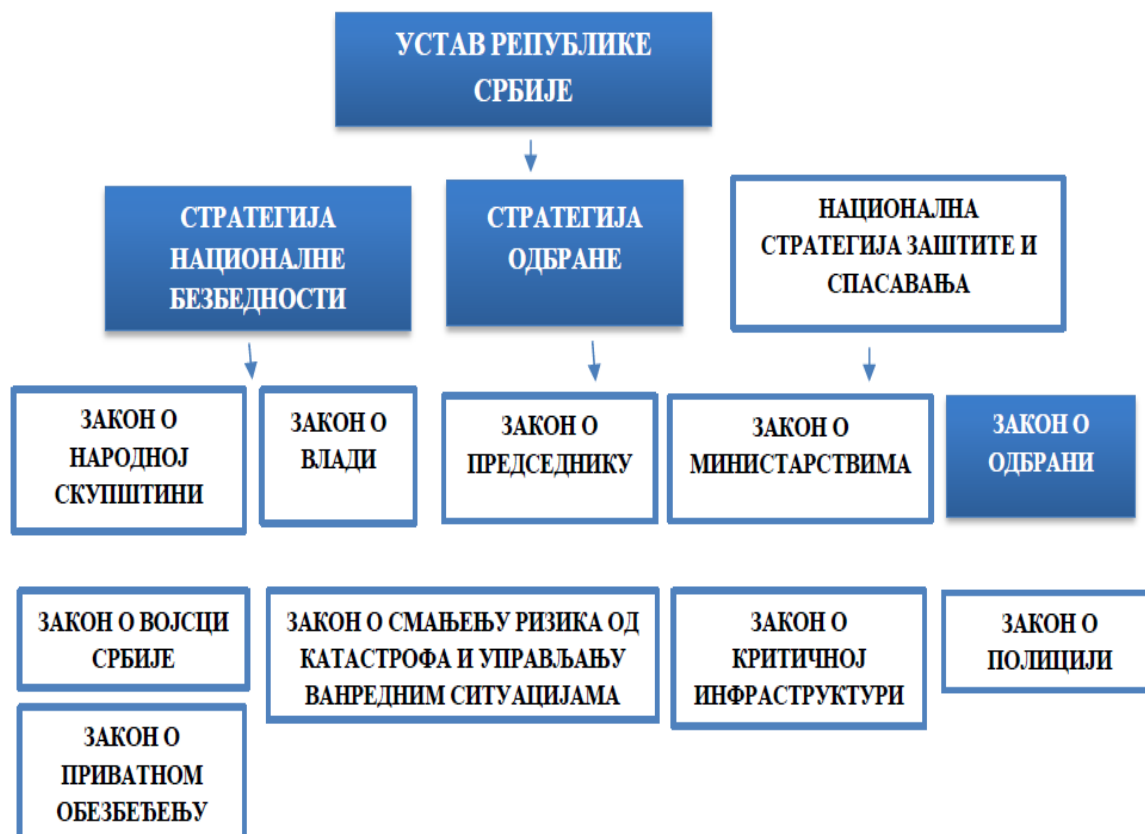 УСТАВ РЕПУБЛИКЕ
СРБИЈЕ
СТРАТЕГИЈА
НАЦИОНАЛНЕ
БЕЗБЕДНОСТИ
СТРАТЕГИЈА
ОДБРАНЕ
НАЦИОНАЛНА
СТРАТЕГИЈА ЗАШТИТЕ И
СПАСАВАЊА
ЗАКОН О
НАРОДНОЈ
СКУПШТИНИ
ЗАКОН О
ВЛАДИ
ЗАКОН О
ПРЕДСЕДНИКУ
ЗАКОН О
МИНИСТАРСТВИМА
ЗАКОН О
ОДБРАНИ
ЗАКОН О ВОЈСЦИ
СРБИЈЕ
ЗАКОН О СМАЊЕЊУ РИЗИКА ОД
КАТАСТРОФА И УПРАВЉАЊУ
ВАНРЕДНИМ СИТУАЦИЈАМА
ЗАКОН О
КРИТИЧНОЈ
ИНФРАСТРУКТУРИ
ЗАКОН О
ПОЛИЦИЈИ
ЗАКОН О
ПРИВАТНОМ
ОБЕЗБЕЂЕЊУ